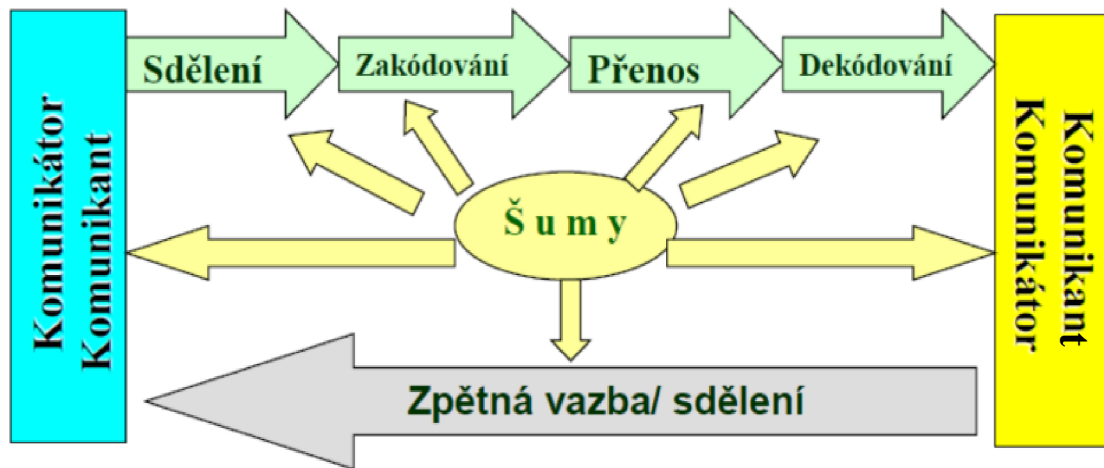 Komunikátor
Komunikant
Sdělení
Zakódování
Přenos
Dekódování
Šumy
Zpětná vazba/ sdělení
Komunikant
Komunikátor